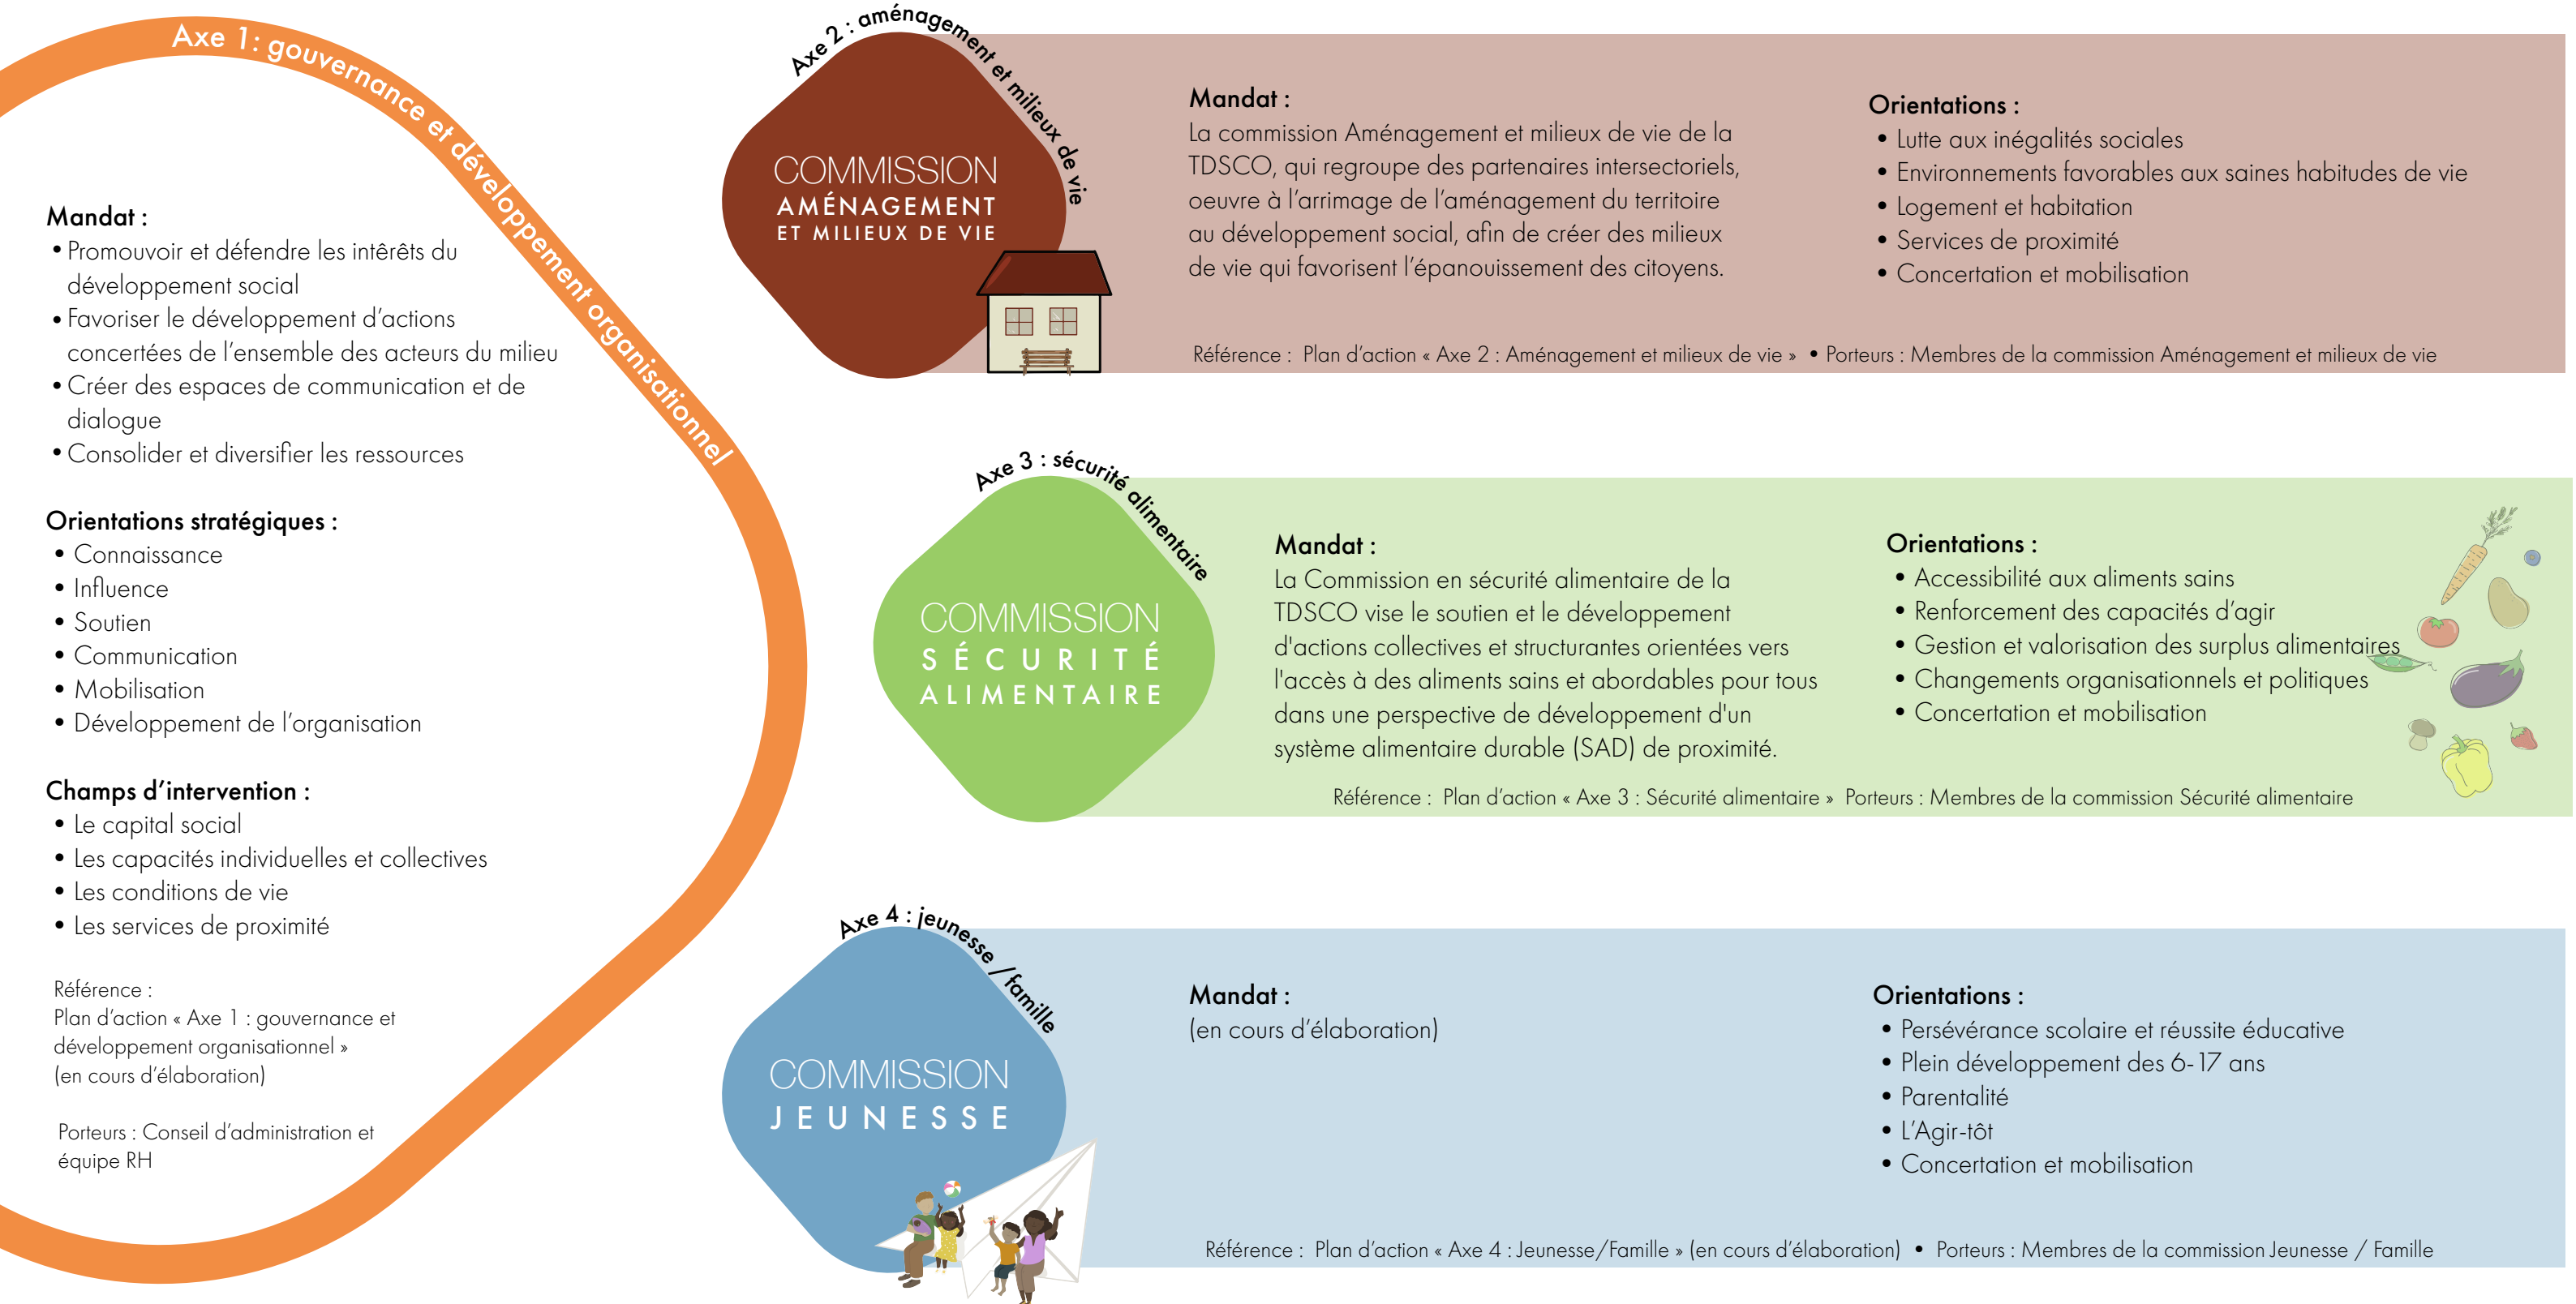 Axe 1: gouvernance et développement organisationnel
Mandat :
• Promouvoir et défendre les intêrêts du
développement social
• Favoriser le développement d'actions
concertées de l'ensemble des acteurs du milieu
• Créer des espaces de communication et de
dialogue
• Consolider et diversifier les ressources
Orientations stratégiques :
• Connaissance
• Influence
• Soutien
• Communication
• Mobilisation
• Développement de l'organisation
Champs d'intervention :
• Le capital social
• Les capacités individuelles et collectives
• Les conditions de vie
• Les services de proximité
Référence :
Plan d'action « Axe 1 : gouvernance et
développement organisationnel »
(en cours d'élaboration)
Porteurs : Conseil d'administration et
équipe RH
Axe 2 : aménagement et milieux de vie
COMMISSION
AMÉNAGEMENT
ET MILIEUX DE VIE
Mandat :
La commission Aménagement et milieux de vie de la
TDSCO, qui regroupe des partenaires intersectoriels,
oeuvre à l'arrimage de l'aménagement du territoire
au développement social, afin de créer des milieux
de vie qui favorisent l'épanouissement des citoyens.
Orientations :
• Lutte aux inégalités sociales
• Environnements favorables aux saines habitudes de vie
• Logement et habitation
• Services de proximité
• Concertation et mobilisation
Référence : Plan d'action « Axe 2 : Aménagement et milieux de vie » • Porteurs : Membres de la commission Aménagement et milieux de vie
Axe 3 : sécurité alimentaire
COMMISSION
SÉCURITÉ
ALIMENTAIRE
Mandat :
La Commission en sécurité alimentaire de la
TDSCO vise le soutien et le développement
d'actions collectives et structurantes orientées vers
l'accès à des aliments sains et abordables pour tous
dans une perspective de développement d'un
système alimentaire durable (SAD) de proximité.
Orientations :
• Accessibilité aux aliments sains
• Renforcement des capacités d'agir
• Gestion et valorisation des surplus alimentaires
• Changements organisationnels et politiques
• Concertation et mobilisation
Référence : Plan d'action « Axe 3 : Sécurité alimentaire » Porteurs : Membres de la commission Sécurité alimentaire
Axe 4 : jeunesse / famille
COMMISSION
JEUNESSE
Mandat :
(en cours d'élaboration)
Orientations :
• Persévérance scolaire et réussite éducative
• Plein développement des 6-17 ans
• Parentalité
• L'Agir-tôt
• Concertation et mobilisation
Référence : Plan d'action « Axe 4 : Jeunesse/Famille » (en cours d'élaboration) • Porteurs : Membres de la commission Jeunesse / Famille